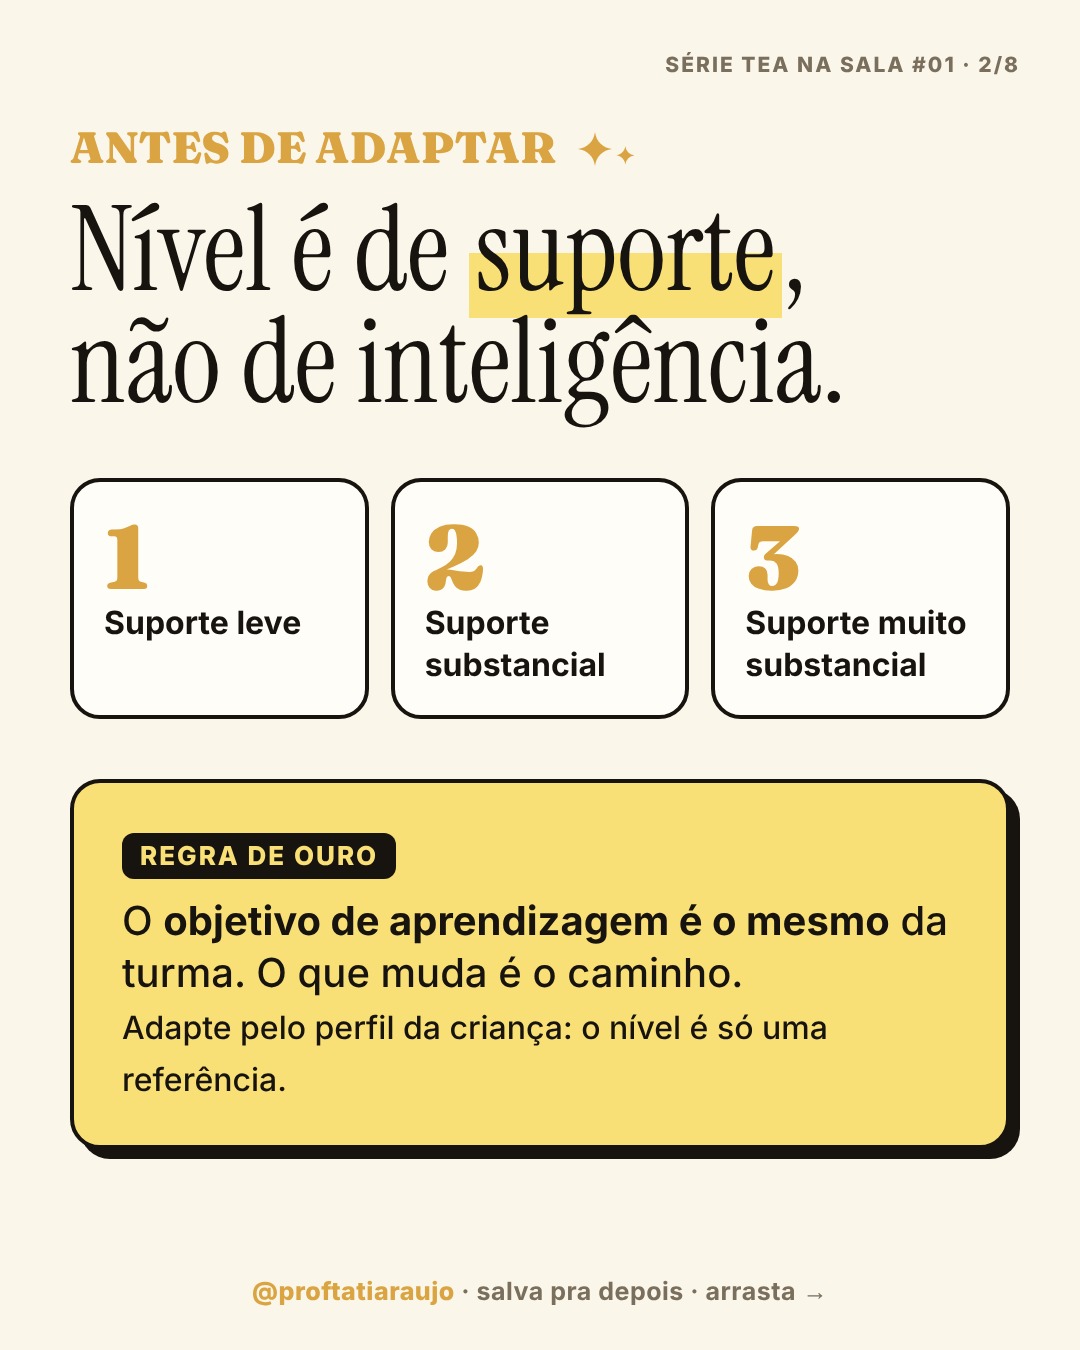 SÉRIE TEA NA SALA #01 · 2/8
ANTES DE ADAPTAR
Nível é de suporte,
não de inteligência.
1
Suporte leve
2
Suporte
substancial
3
Suporte muito
substancial
REGRA DE OURO
O objetivo de aprendizagem é o mesmo da
turma. O que muda é o caminho.
Adapte pelo perfil da criança: o nível é só uma
referência.
@proftatiaraujo · salva pra depois · arrasta →